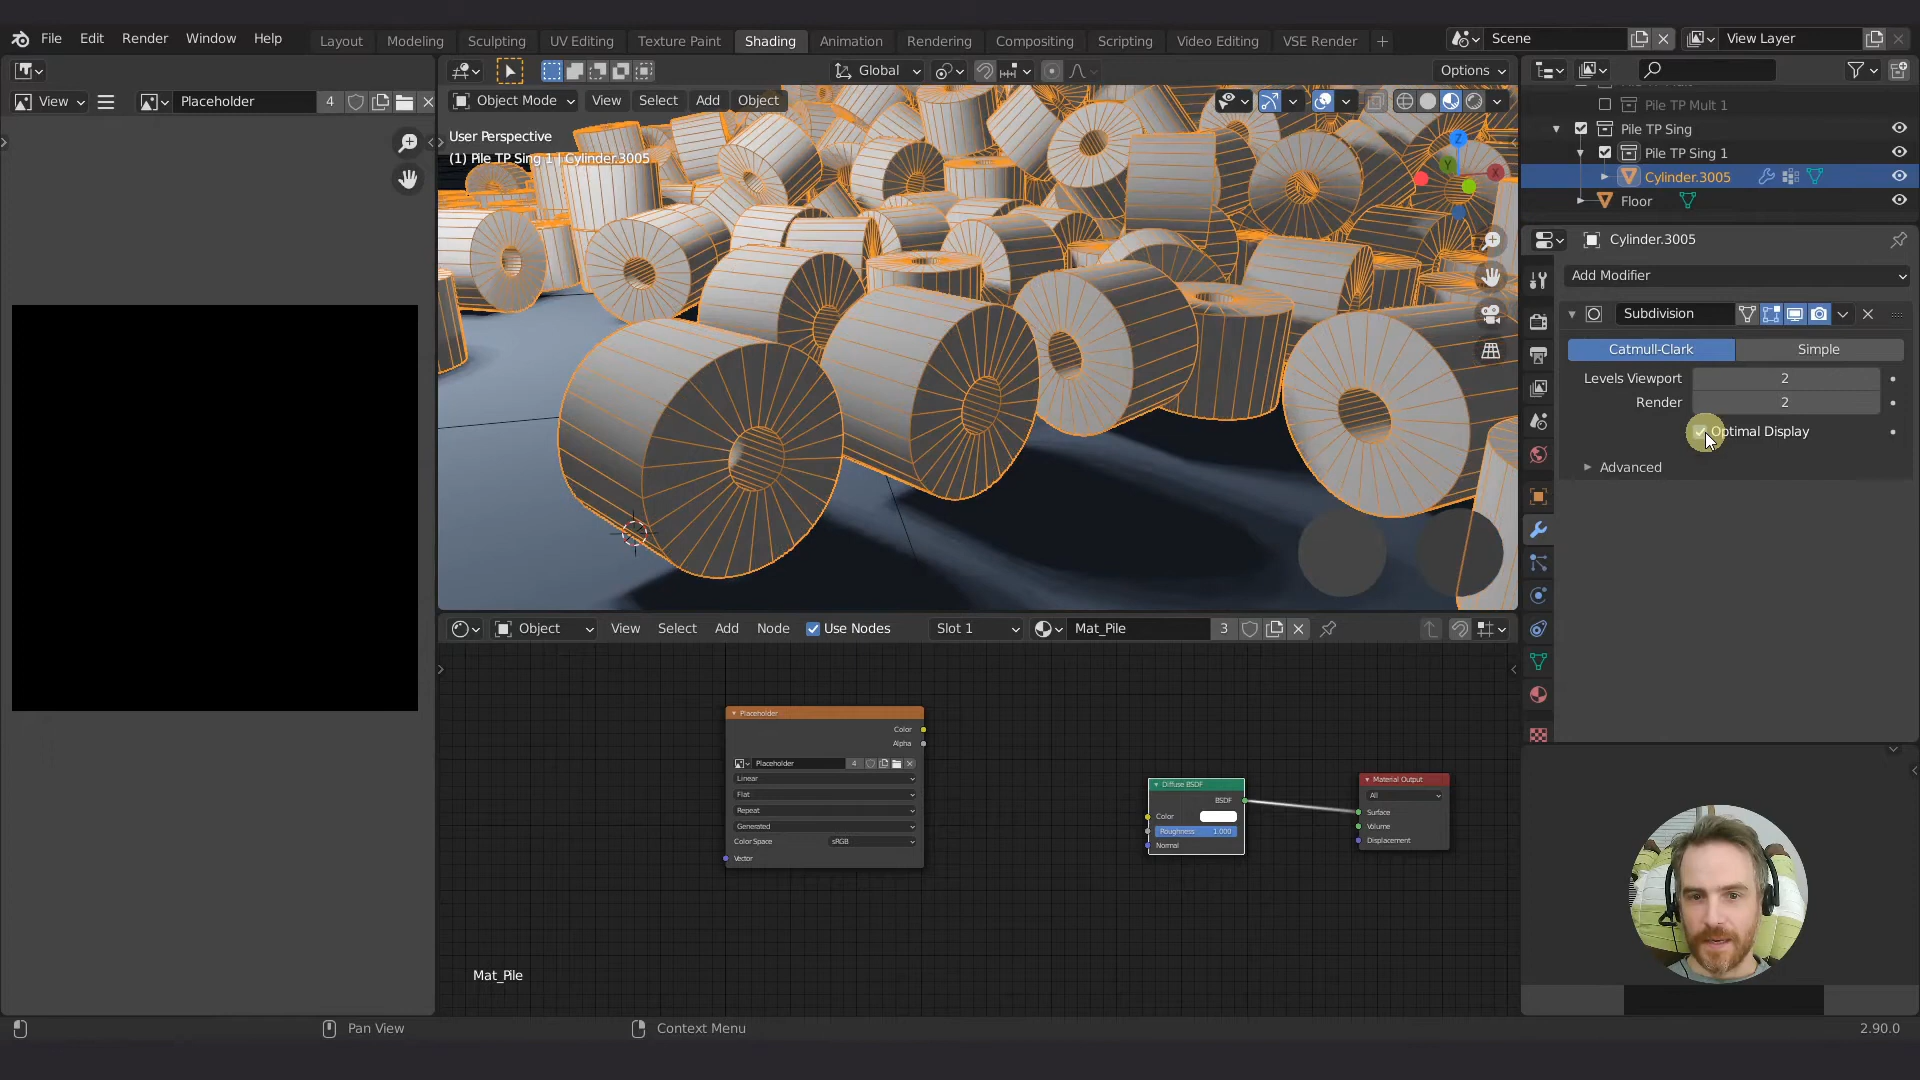 File Edit Render Window Help
Layout Modeling Sculpting UV Editing Texture Paint Shading Animation Rendering Compositing Scripting Video Editing VSE Render
Scene
View Layer
Global
Options
View
Placeholder 4
Object Mode View Select Add Object
User Perspective
(1) Pile TP Sing 1 | Cylinder.3005
Z
Y
X
Pile TP Mult 1
Pile TP Sing
Pile TP Sing 1
Cylinder.3005
Floor
Cylinder.3005
Add Modifier
Subdivision
Catmull-Clark Simple
Levels Viewport 2
Render 2
Optimal Display
Advanced
Object View Select Add Node Use Nodes Slot 1 Mat_Pile 3
Placeholder
Color
Alpha
Placeholder 4
Linear
Flat
Repeat
Generated
Color Space sRGB
Vector
Diffuse BSDF
BSDF
Color
Roughness 1.000
Normal
Material Output
All
Surface
Volume
Displacement
Mat_Pile
Pan View
Context Menu
2.90.0